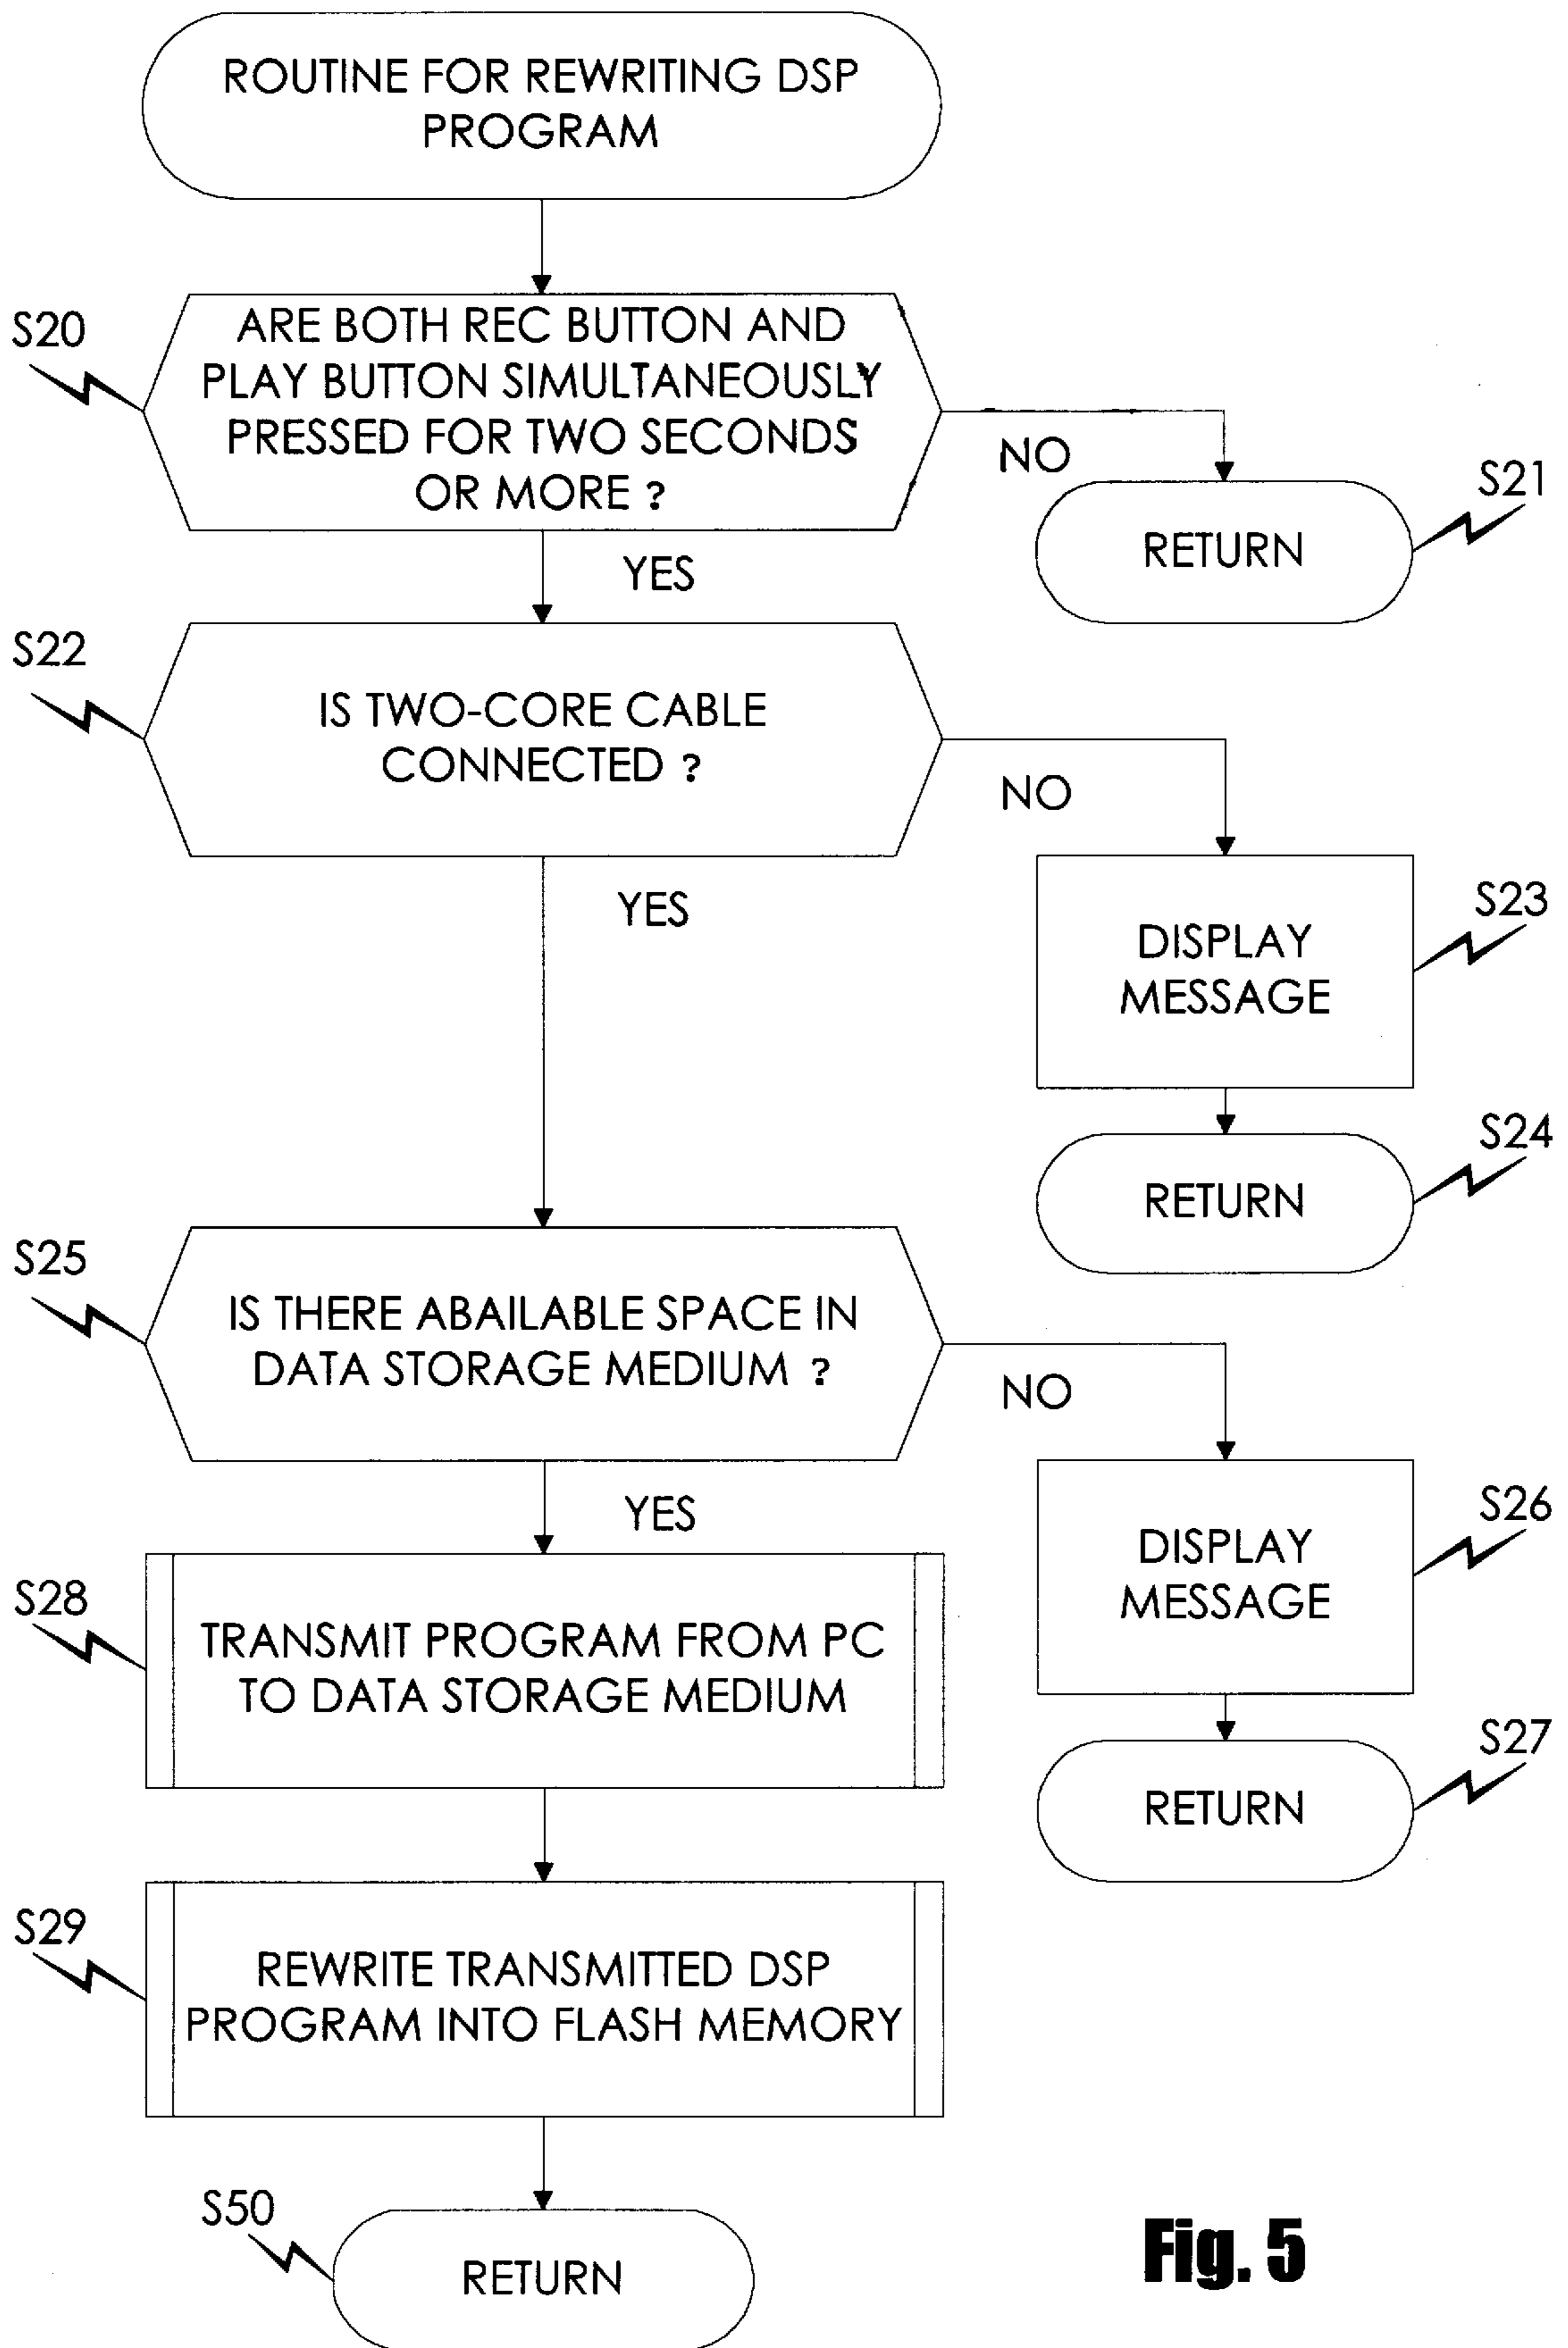 ROUTINE FOR REWRITING DSP
PROGRAM
S20
ARE BOTH REC BUTTON AND
PLAY BUTTON SIMULTANEOUSLY
PRESSED FOR TWO SECONDS
OR MORE ?
NO
S21
RETURN
YES
S22
IS TWO-CORE CABLE
CONNECTED ?
NO
YES
S23
DISPLAY
MESSAGE
S24
RETURN
S25
IS THERE ABAILABLE SPACE IN
DATA STORAGE MEDIUM ?
NO
YES
S26
DISPLAY
MESSAGE
S28
TRANSMIT PROGRAM FROM PC
TO DATA STORAGE MEDIUM
S27
RETURN
S29
REWRITE TRANSMITTED DSP
PROGRAM INTO FLASH MEMORY
S50
RETURN
Fig. 5